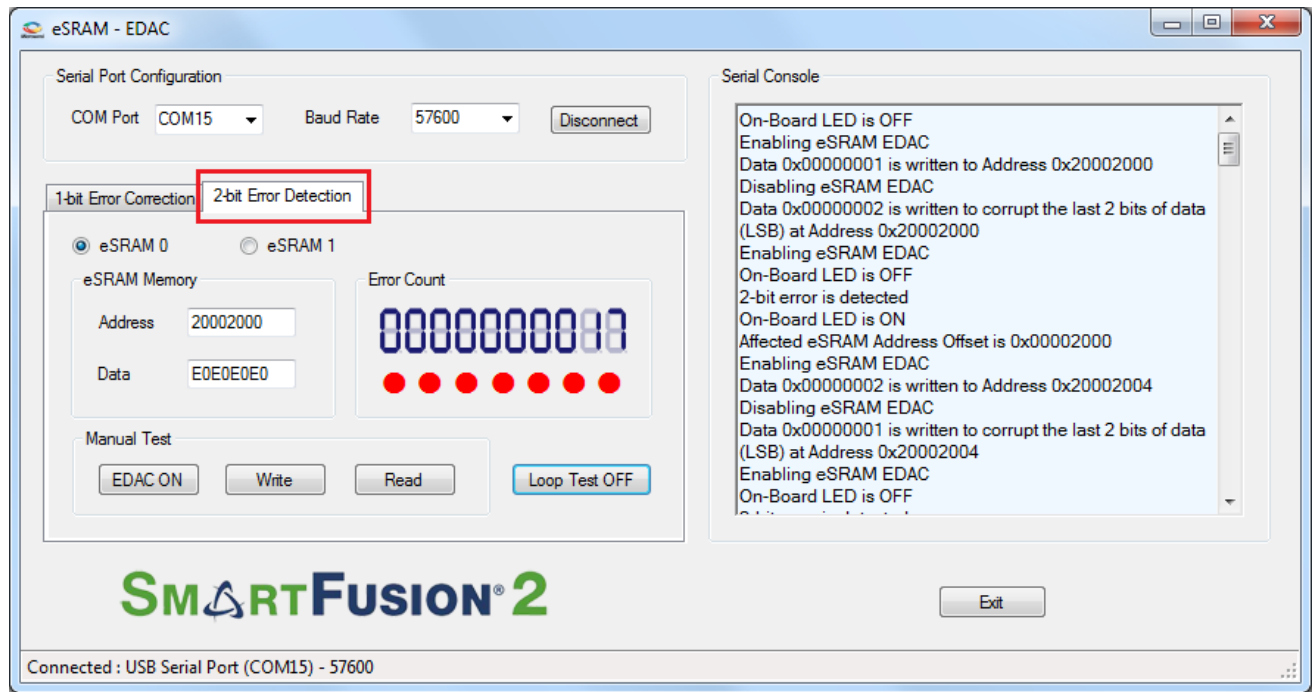 eSRAM - EDAC
Serial Port Configuration
COM Port COM15 Baud Rate 57600 Disconnect
1-bit Error Correction 2-bit Error Detection
eSRAM 0 eSRAM 1
eSRAM Memory
Address 20002000
Data E0E0E0E0
Error Count
0000000017
Manual Test
EDAC ON Write Read Loop Test OFF
Serial Console
On-Board LED is OFF
Enabling eSRAM EDAC
Data 0x00000001 is written to Address 0x20002000
Disabling eSRAM EDAC
Data 0x00000002 is written to corrupt the last 2 bits of data
(LSB) at Address 0x20002000
Enabling eSRAM EDAC
On-Board LED is OFF
2-bit error is detected
On-Board LED is ON
Affected eSRAM Address Offset is 0x00002000
Enabling eSRAM EDAC
Data 0x00000002 is written to Address 0x20002004
Disabling eSRAM EDAC
Data 0x00000001 is written to corrupt the last 2 bits of data
(LSB) at Address 0x20002004
Enabling eSRAM EDAC
On-Board LED is OFF
SMARTFUSION®2
Exit
Connected : USB Serial Port (COM15) - 57600